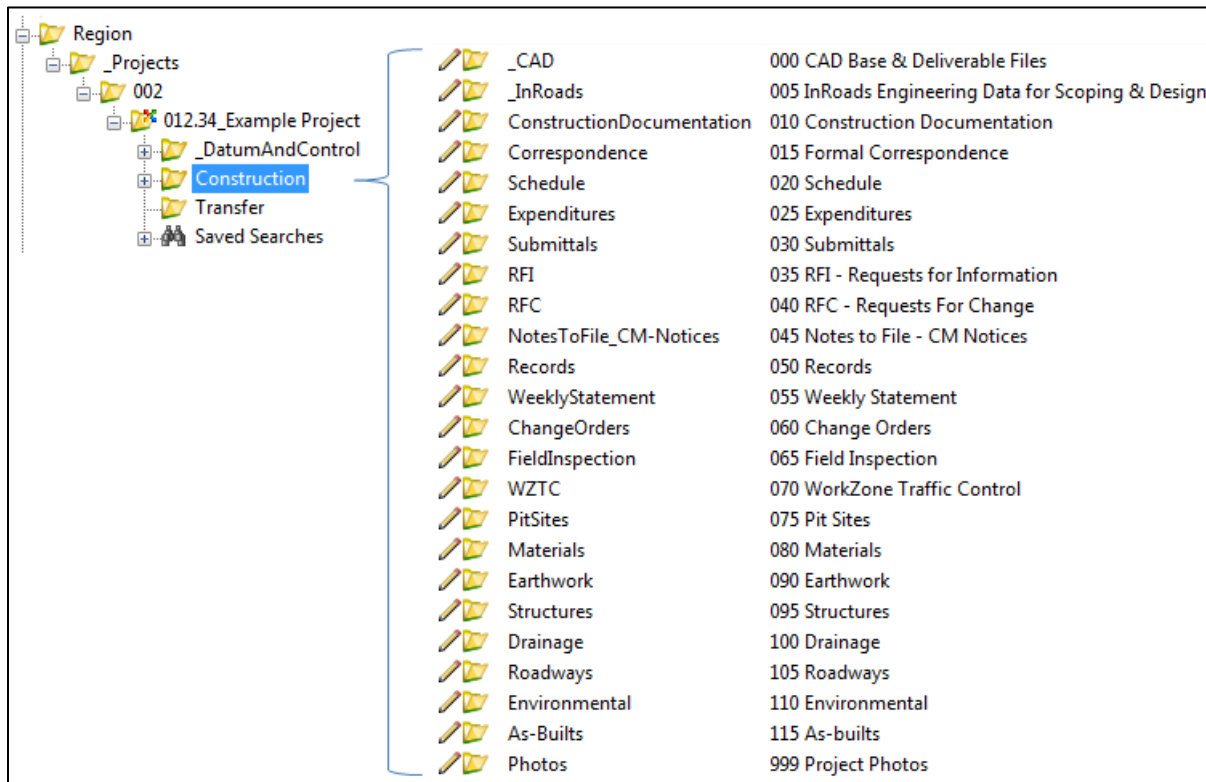 Region
_Projects
002
012.34_Example Project
_DatumAndControl
Construction
Transfer
Saved Searches
_CAD 000 CAD Base & Deliverable Files
_InRoads 005 InRoads Engineering Data for Scoping & Design
ConstructionDocumentation 010 Construction Documentation
Correspondence 015 Formal Correspondence
Schedule 020 Schedule
Expenditures 025 Expenditures
Submittals 030 Submittals
RFI 035 RFI - Requests for Information
RFC 040 RFC - Requests For Change
NotesToFile_CM-Notices 045 Notes to File - CM Notices
Records 050 Records
WeeklyStatement 055 Weekly Statement
ChangeOrders 060 Change Orders
FieldInspection 065 Field Inspection
WZTC 070 WorkZone Traffic Control
PitSites 075 Pit Sites
Materials 080 Materials
Earthwork 090 Earthwork
Structures 095 Structures
Drainage 100 Drainage
Roadways 105 Roadways
Environmental 110 Environmental
As-Builts 115 As-builts
Photos 999 Project Photos